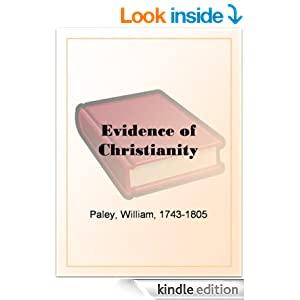 Look inside
Evidence of
Christianity
Paley, William, 1743-1805
kindle edition